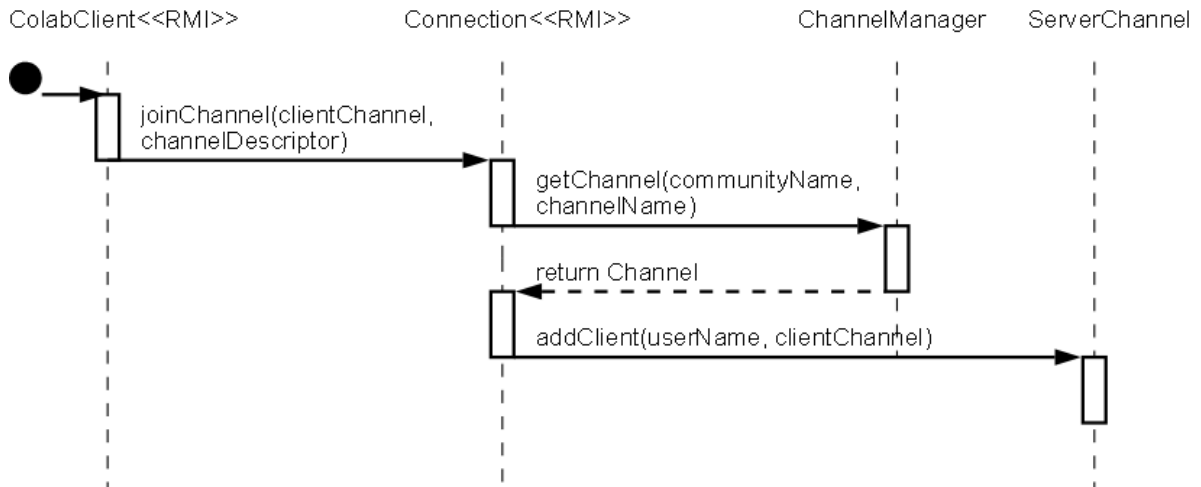 ColabClient<<RMI>> Connection<<RMI>> ChannelManager ServerChannel
joinChannel(clientChannel,
channelDescriptor)
getChannel(communityName,
channelName)
return Channel
addClient(userName, clientChannel)